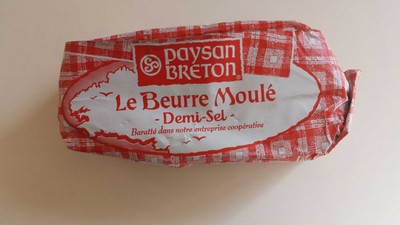 Paysan
Breton
Le Beurre Moulé
- Demi-Sel -
Baratté dans notre entreprise coopérative